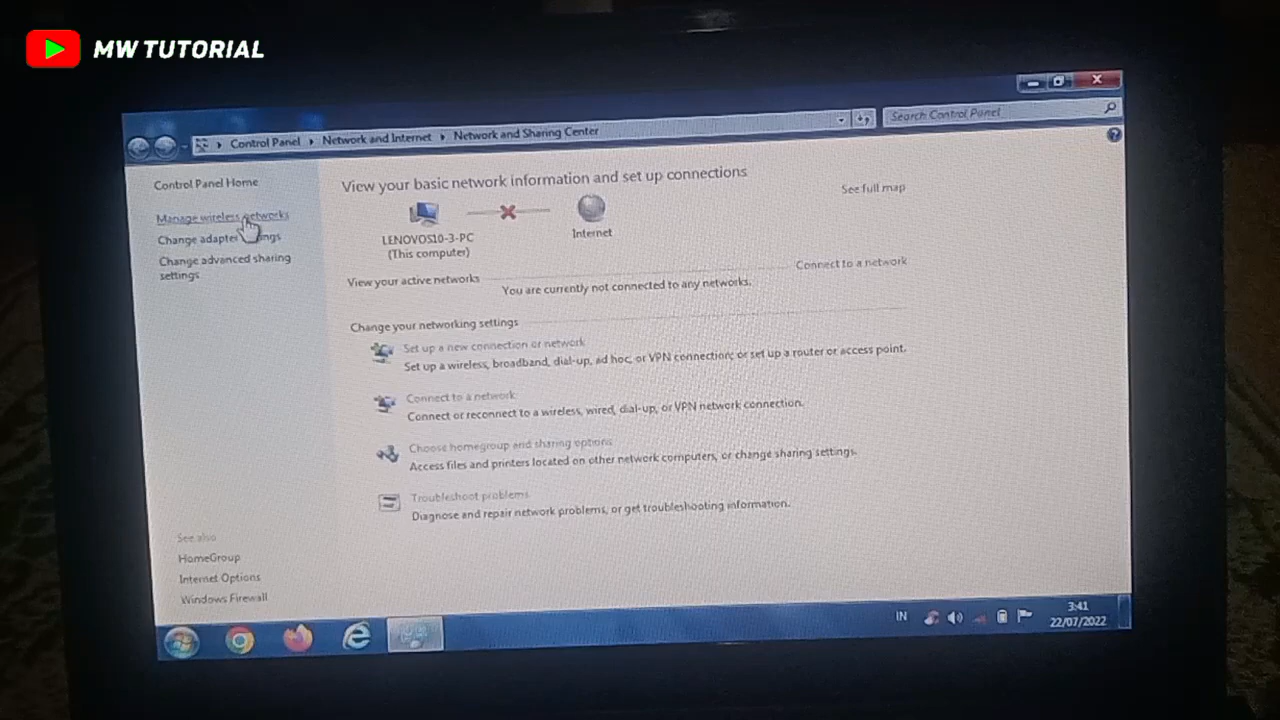 MW TUTORIAL
Control Panel
Network and Internet
Network and Sharing Center
Search Control Panel
Control Panel Home
Manage wireless networks
Change adapter
Change advanced sharing
settings
View your basic network information and set up connections
See full map
LENOVOS10-3-PC
(This computer)
Internet
View your active networks
Connect to a network
You are currently not connected to any networks.
Change your networking settings
Set up a new connection or network
Set up a wireless, broadband, dial-up, ad hoc, or VPN connection; or set up a router or access point.
Connect to a network
Connect or reconnect to a wireless, wired, dial-up, or VPN network connection.
Choose homegroup and sharing options
Access files and printers located on other network computers, or change sharing settings.
Troubleshoot problems
Diagnose and repair network problems, or get troubleshooting information.
See also
HomeGroup
Internet Options
Windows Firewall
IN
3:41
22/07/2022